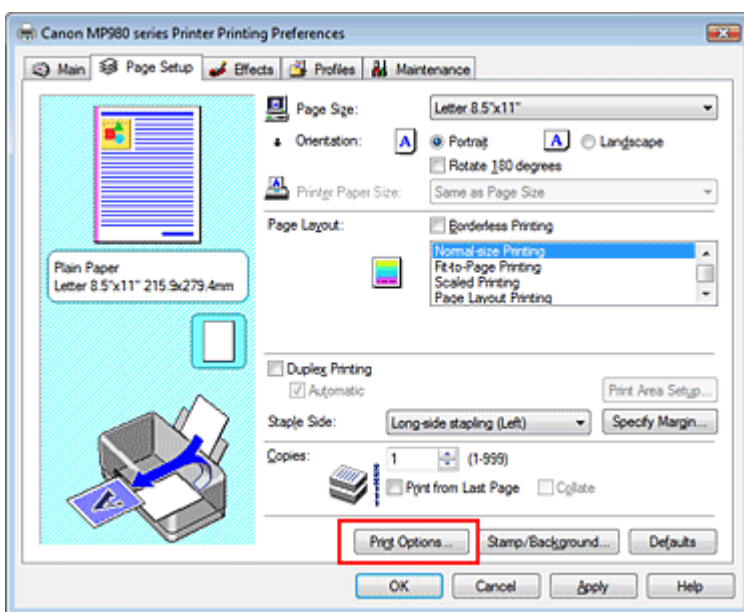 Canon MP980 series Printer Printing Preferences
Main Page Setup Effects Profiles Maintenance
Page Size: Letter 8.5"x11"
Orientation: A Portrait A Landscape
Rotate 180 degrees
Printer Paper Size: Same as Page Size
Page Layout: Borderless Printing
Normal-size Printing
Fit-to-Page Printing
Scaled Printing
Page Layout Printing
Plain Paper
Letter 8.5"x11" 215.9x279.4mm
Duplex Printing
Automatic
Print Area Setup...
Staple Side: Long-side stapling (Left) Specify Margin...
Copies: 1 (1-999)
Print from Last Page Collate
Print Options... Stamp/Background... Defaults
OK Cancel Apply Help